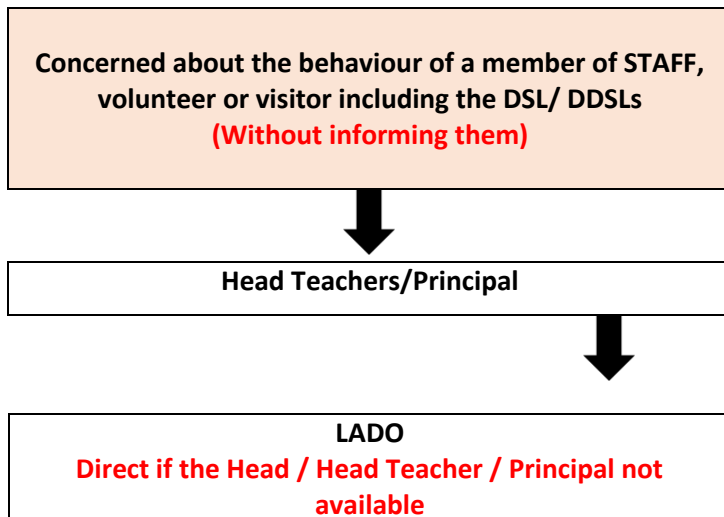 Concerned about the behaviour of a member of STAFF,
volunteer or visitor including the DSL/ DDSLs
(Without informing them)
Head Teachers/Principal
LADO
Direct if the Head / Head Teacher / Principal not
available